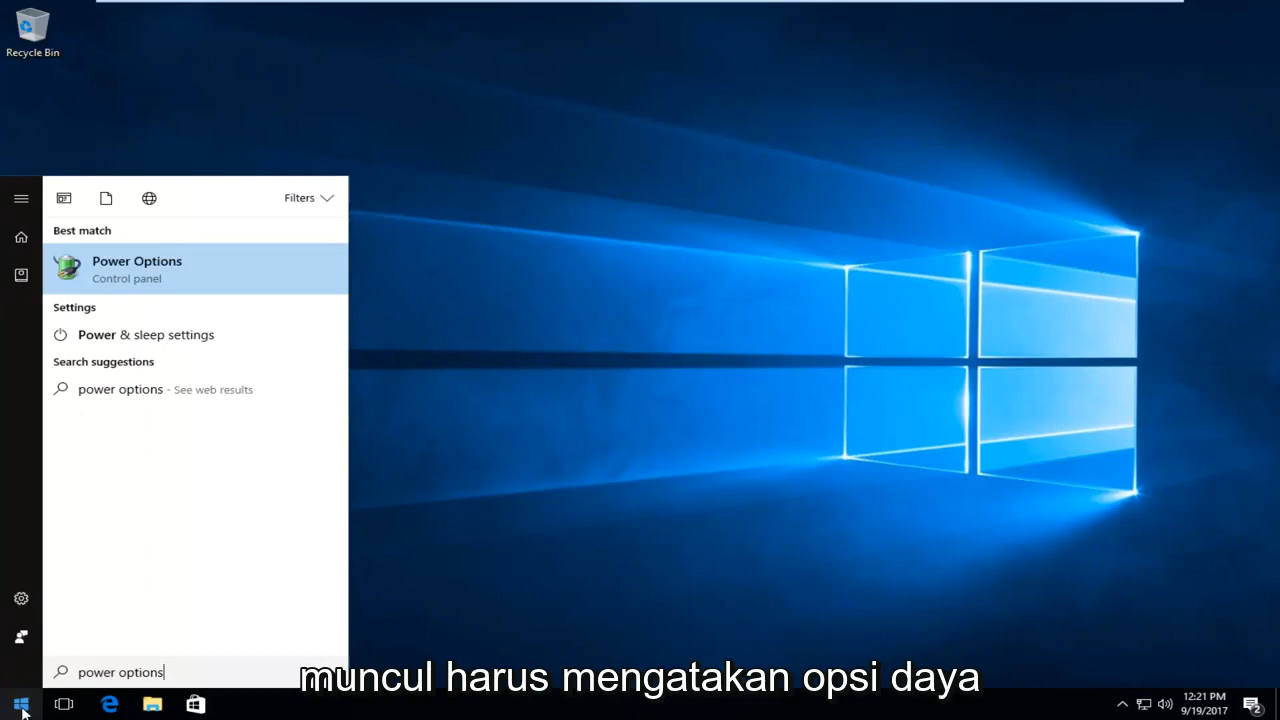 Recycle Bin
Filters
Best match
Power Options
Control panel
Settings
Power & sleep settings
Search suggestions
power options - See web results
power options
muncul harus mengatakan opsi daya
12:21 PM
9/19/2017
2